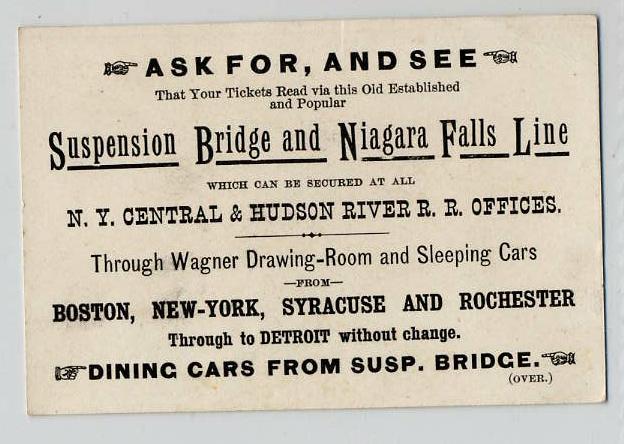 ASK FOR, AND SEE
That Your Tickets Read via this Old Established
and Popular
Suspension Bridge and Niagara Falls Line
WHICH CAN BE SECURED AT ALL
N. Y. CENTRAL & HUDSON RIVER R. R. OFFICES.
Through Wagner Drawing-Room and Sleeping Cars
—FROM—
BOSTON, NEW-YORK, SYRACUSE AND ROCHESTER
Through to DETROIT without change.
DINING CARS FROM SUSP. BRIDGE.
(OVER.)